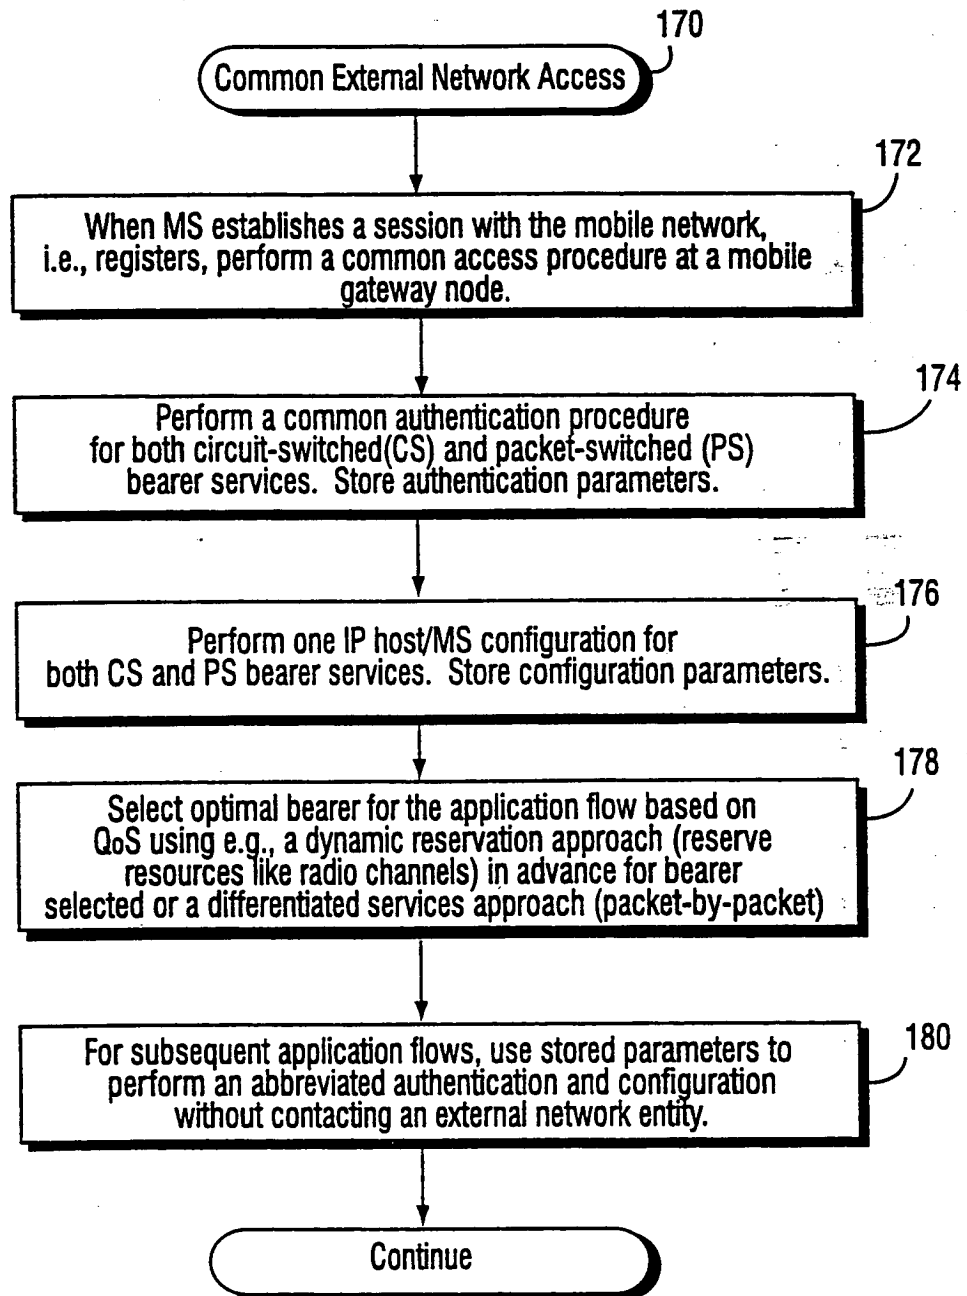 170
Common External Network Access
172
When MS establishes a session with the mobile network,
i.e., registers, perform a common access procedure at a mobile
gateway node.
174
Perform a common authentication procedure
for both circuit-switched(CS) and packet-switched (PS)
bearer services. Store authentication parameters.
176
Perform one IP host/MS configuration for
both CS and PS bearer services. Store configuration parameters.
178
Select optimal bearer for the application flow based on
QoS using e.g., a dynamic reservation approach (reserve
resources like radio channels) in advance for bearer
selected or a differentiated services approach (packet-by-packet)
180
For subsequent application flows, use stored parameters to
perform an abbreviated authentication and configuration
without contacting an external network entity.
Continue